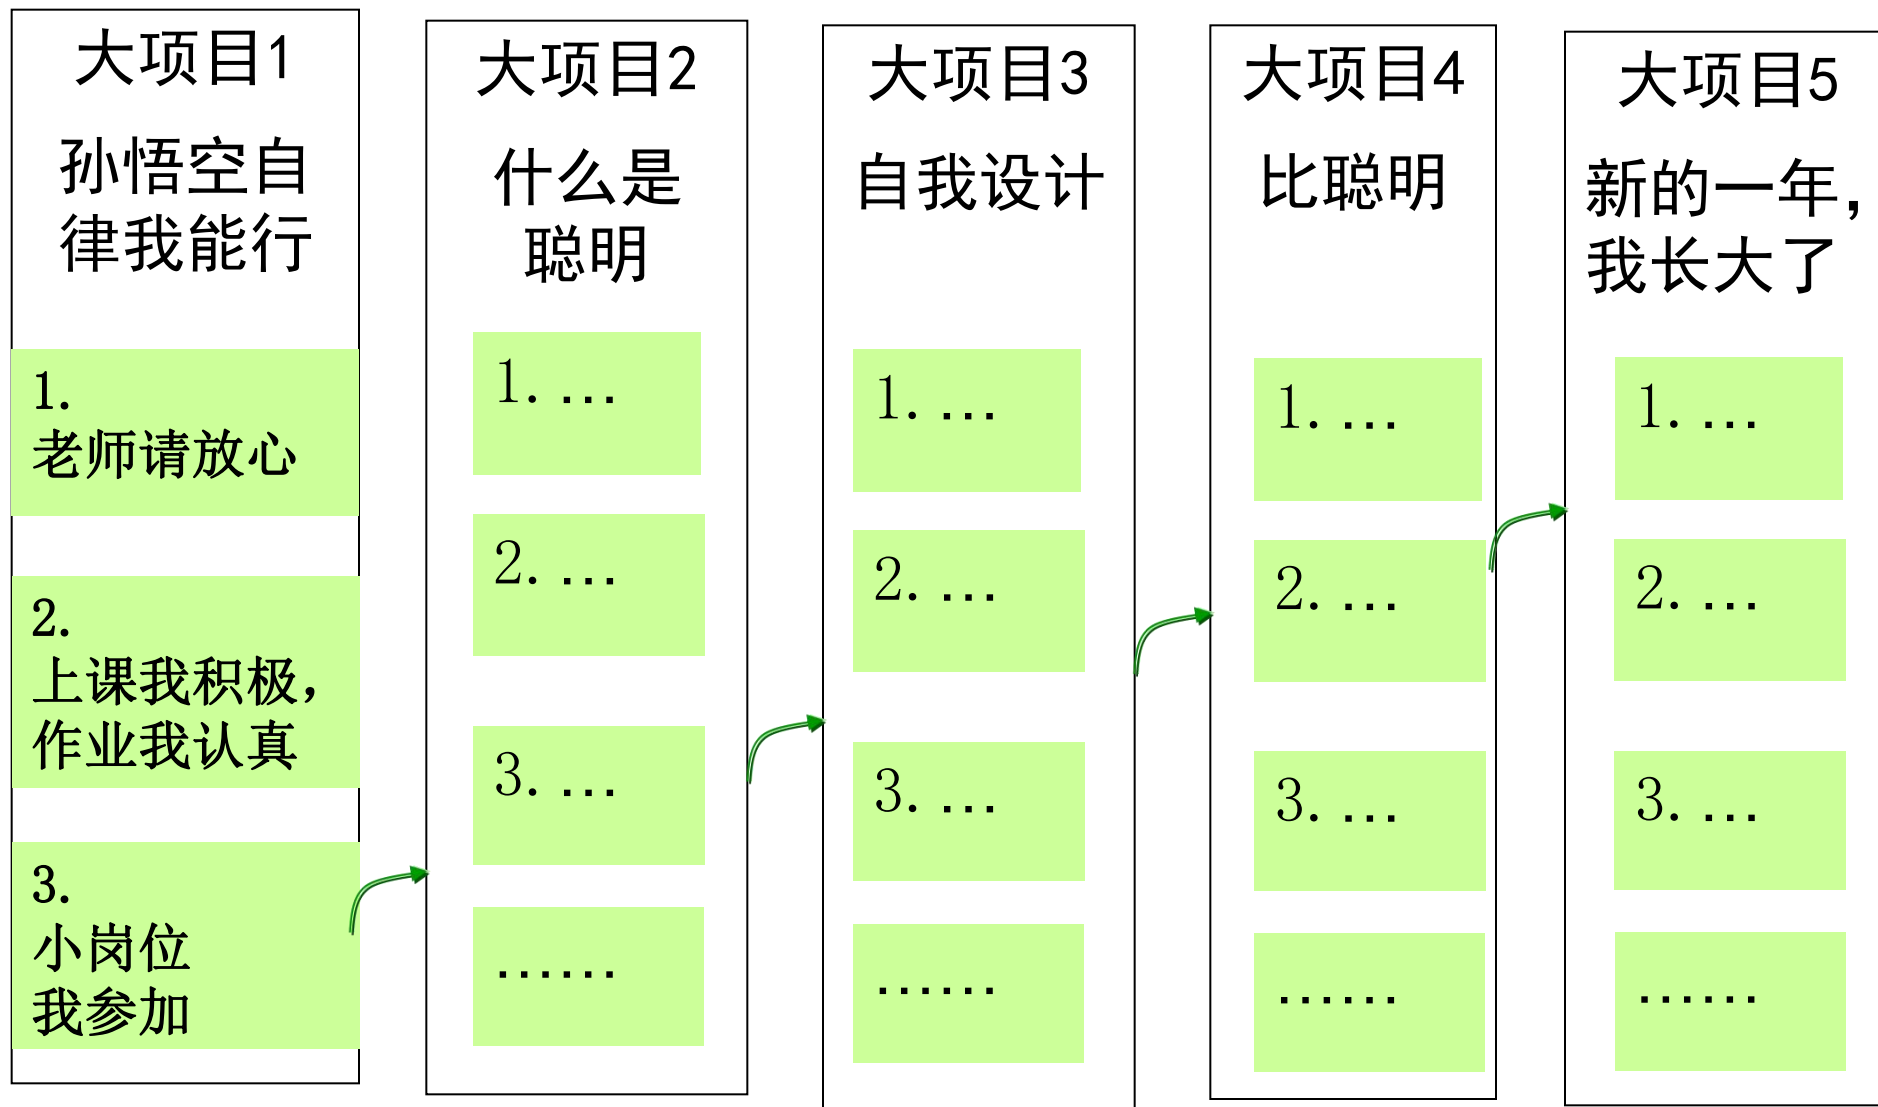 大项目1
孙悟空自
律我能行
1.
老师请放心
2.
上课我积极，
作业我认真
3.
小岗位
我参加
大项目2
什么是
聪明
1. …
2. …
3. …
……
大项目3
自我设计
1. …
2. …
3. …
……
大项目4
比聪明
1. …
2. …
3. …
……
大项目5
新的一年，
我长大了
1. …
2. …
3. …
……